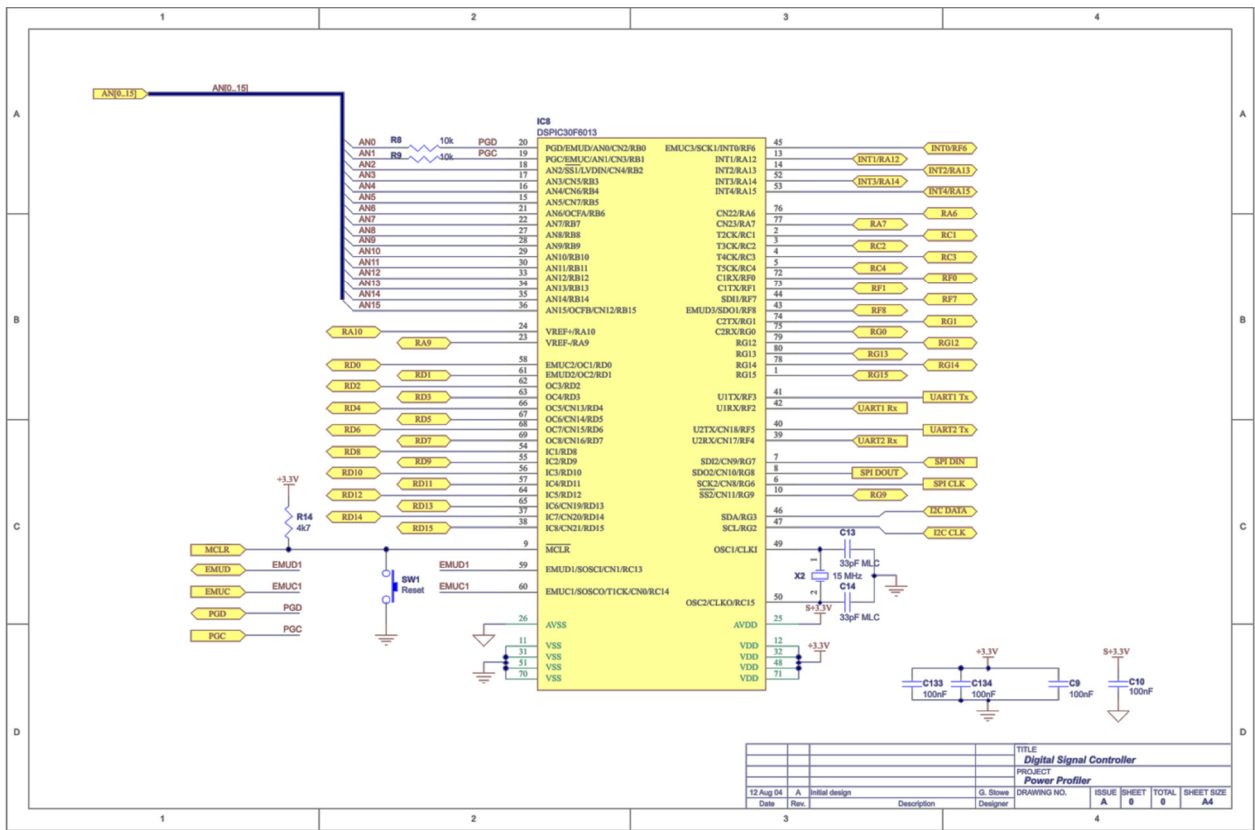 1 2 3 4
A A
B B
C C
D D
AN[0..15] AN[0..15]
IC8
DSPIC30F6013
AN0 R8 10k PGD 20 PGD/EMUD/AN0/CN2/RB0
AN1 R9 10k PGC 19 PGC/EMUC/AN1/CN3/RB1
AN2 18 AN2/SS1/LVDIN/CN4/RB2
AN3 17 AN3/CN5/RB3
AN4 16 AN4/CN6/RB4
AN5 15 AN5/CN7/RB5
AN6 21 AN6/OCFA/RB6
AN7 22 AN7/RB7
AN8 27 AN8/RB8
AN9 28 AN9/RB9
AN10 29 AN10/RB10
AN11 30 AN11/RB11
AN12 33 AN12/RB12
AN13 34 AN13/RB13
AN14 35 AN14/RB14
AN15 36 AN15/OCFB/CN12/RB15
RA10 24 VREF+/RA10
RA9 23 VREF-/RA9
RD0 58 EMUC2/OC1/RD0
RD1 61 EMUD2/OC2/RD1
RD2 62 OC3/RD2
RD3 63 OC4/RD3
RD4 66 OC5/CN13/RD4
RD5 67 OC6/CN14/RD5
RD6 68 OC7/CN15/RD6
RD7 69 OC8/CN16/RD7
RD8 54 IC1/RD8
RD9 55 IC2/RD9
RD10 56 IC3/RD10
RD11 57 IC4/RD11
RD12 64 IC5/RD12
RD13 65 IC6/CN19/RD13
RD14 37 IC7/CN20/RD14
RD15 38 IC8/CN21/RD15
+3.3V
R14
4k7
MCLR 9 MCLR
EMUD EMUD1 EMUD1 59 EMUD1/SOSCI/CN1/RC13
EMUC EMUC1 EMUC1 60 EMUC1/SOSCO/T1CK/CN0/RC14
SW1
Reset
PGD PGD
PGC PGC
26 AVSS
11 VSS
31 VSS
51 VSS
70 VSS
EMUC3/SCK1/INT0/RF6 45 INT0/RF6
INT1/RA12 13 INT1/RA12
INT2/RA13 14 INT2/RA13
INT3/RA14 52 INT3/RA14
INT4/RA15 53 INT4/RA15
CN22/RA6 76 RA6
CN23/RA7 77 RA7
T2CK/RC1 2 RC1
T3CK/RC2 3 RC2
T4CK/RC3 4 RC3
T5CK/RC4 5 RC4
C1RX/RF0 72 RF0
C1TX/RF1 73 RF1
SDI1/RF7 44 RF7
EMUD3/SDO1/RF8 43 RF8
C2TX/RG1 74 RG1
C2RX/RG0 75 RG0
RG12 79 RG12
RG13 80 RG13
RG14 78 RG14
RG15 1 RG15
U1TX/RF3 41 UART1 Tx
U1RX/RF2 42 UART1 Rx
U2TX/CN18/RF5 40 UART2 Tx
U2RX/CN17/RF4 39 UART2 Rx
SDI2/CN9/RG7 7 SPI DIN
SDO2/CN10/RG8 8 SPI DOUT
SCK2/CN8/RG6 6 SPI CLK
SS2/CN11/RG9 10 RG9
SDA/RG3 46 I2C DATA
SCL/RG2 47 I2C CLK
OSC1/CLKI 49
C13
33pF MLC
1
X2 15 MHz
2
C14
33pF MLC
OSC2/CLKO/RC15 50
S+3.3V
AVDD 25
VDD 12
VDD 32
VDD 48
VDD 71
+3.3V
+3.3V S+3.3V
C133 C134 C9 C10
100nF 100nF 100nF 100nF
TITLE
Digital Signal Controller
PROJECT
Power Profiler
12 Aug 04 A Initial design G. Stowe
Date Rev. Description Designer
DRAWING NO. ISSUE SHEET TOTAL SHEET SIZE
A 0 0 A4
1 2 3 4